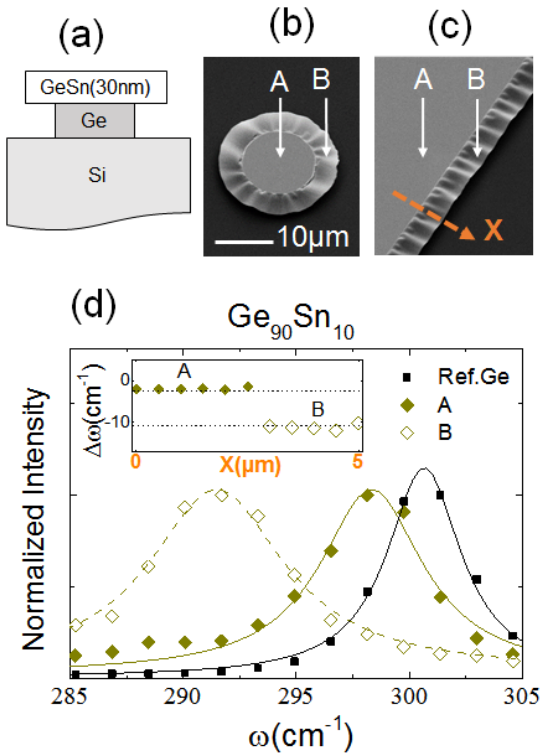 (a)
GeSn(30nm)
Ge
Si
(b)
A
B
10μm
(c)
A
B
X
(d)
Ge90Sn10
Normalized Intensity
Δω(cm-1)
0
-10
A
B
0
5
X(μm)
Ref.Ge
A
B
285
290
295
300
305
ω(cm-1)